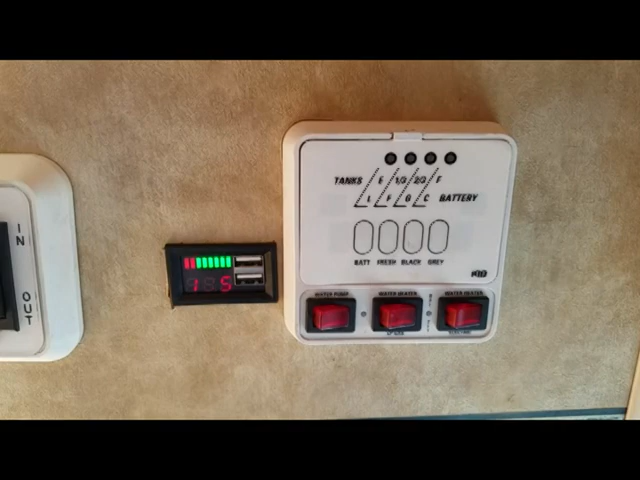 IN
OUT
TANKS E 1/3 2/3 F
L F G C BATTERY
BATT FRESH BLACK GREY
WATER PUMP WATER HEATER WATER HEATER